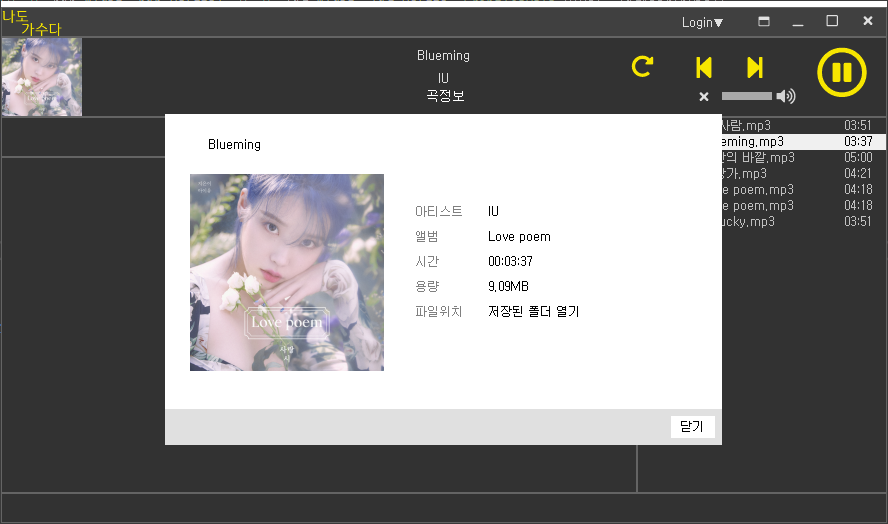 나도
가수다
Login▼
Blueming
IU
곡정보
Blueming
아티스트 IU
앨범 Love poem
시간 00:03:37
용량 9,09MB
파일위치 저장된 폴더 열기
Love poem
사랑
시
닫기
사람,mp3 03:51
eming,mp3 03:37
의 바깥,mp3 05:00
가,mp3 04:21
e poem,mp3 04:18
e poem,mp3 04:18
ucky,mp3 03:51